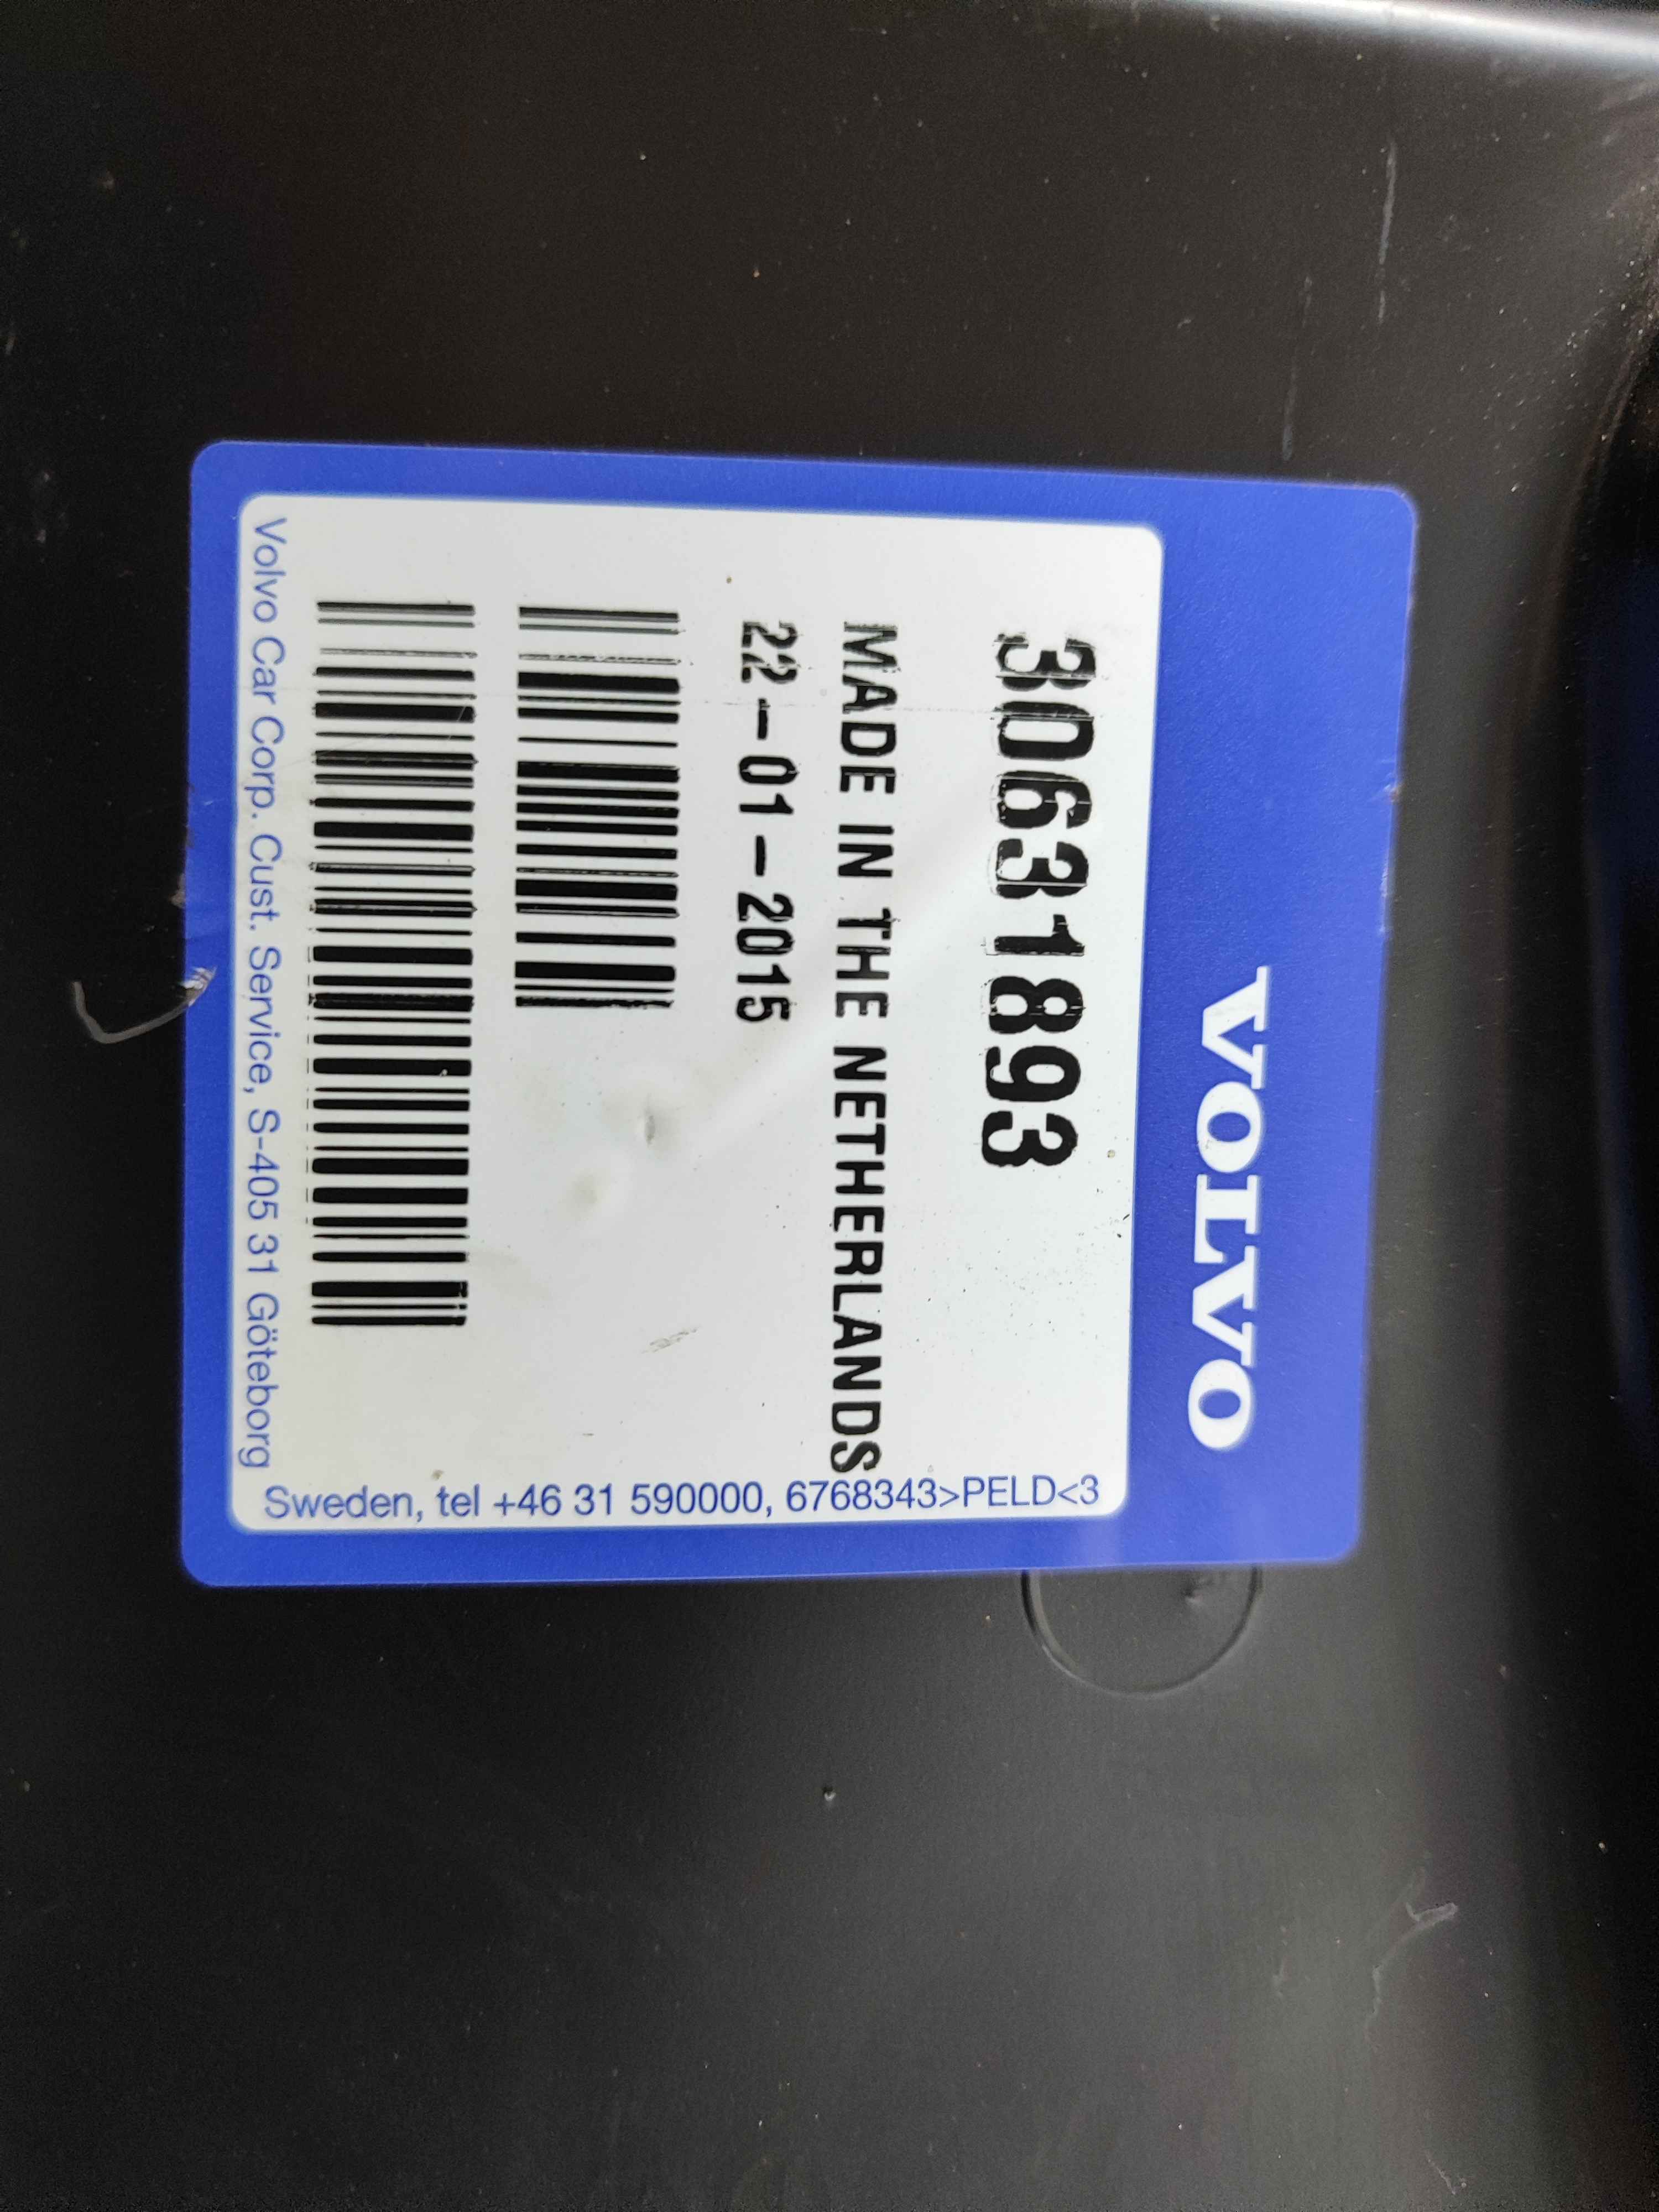 VOLVO
30631893
MADE IN THE NETHERLANDS
22-01-2015
Volvo Car Corp. Cust. Service, S-405 31 Göteborg
Sweden, tel +46 31 590000, 6768343>PELD<3